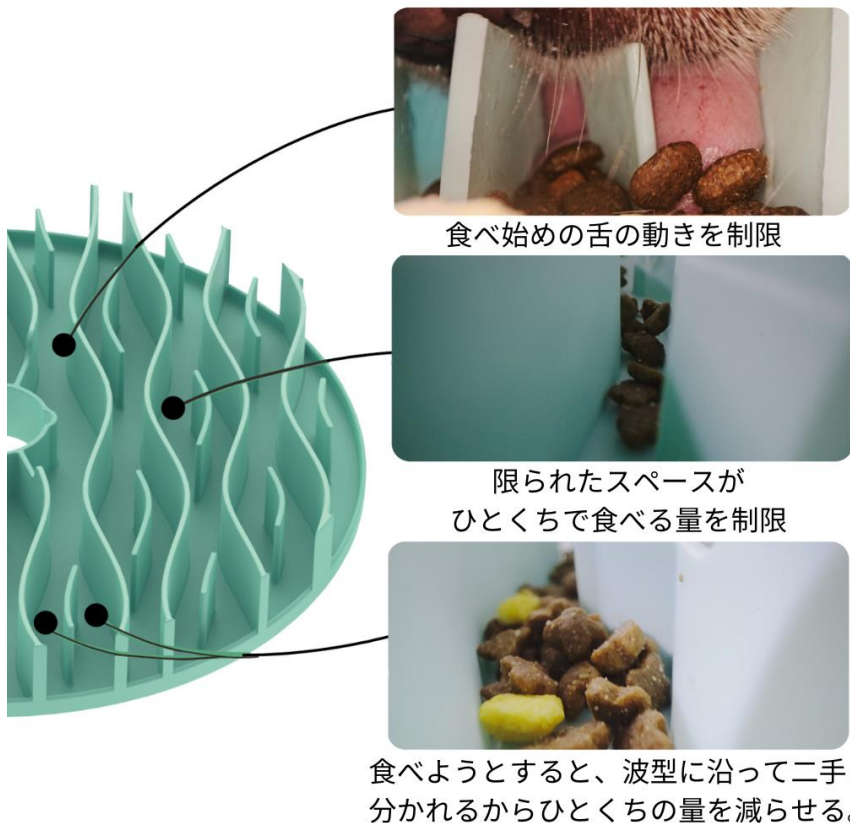 食べ始めの舌の動きを制限
限られたスペースが
ひとくちで食べる量を制限
食べようとすると、波型に沿って二手
分かれるからひとくちの量を減らせる。